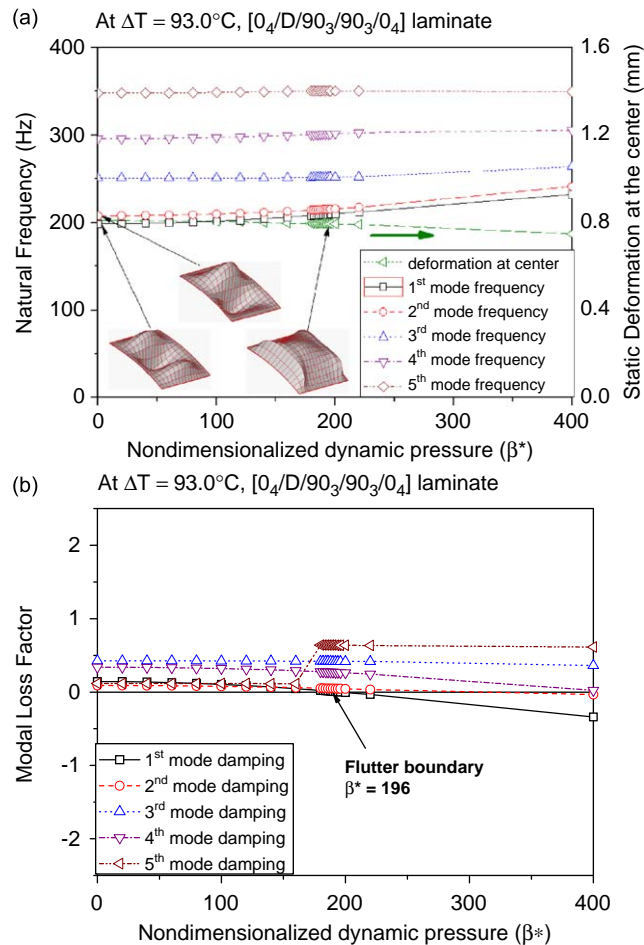 (a)
At ΔT = 93.0°C, [0₄/D/90₃/90₃/0₄] laminate
400
300
200
100
0
Natural Frequency (Hz)
1.6
1.2
0.8
0.4
0.0
Static Deformation at the center (mm)
deformation at center
1ˢᵗ mode frequency
2ⁿᵈ mode frequency
3ʳᵈ mode frequency
4ᵗʰ mode frequency
5ᵗʰ mode frequency
0 100 200 300 400
Nondimensionalized dynamic pressure (β*)
(b)
At ΔT = 93.0°C, [0₄/D/90₃/90₃/0₄] laminate
2
1
0
-1
-2
Modal Loss Factor
Flutter boundary
β* = 196
1ˢᵗ mode damping
2ⁿᵈ mode damping
3ʳᵈ mode damping
4ᵗʰ mode damping
5ᵗʰ mode damping
0 100 200 300 400
Nondimensionalized dynamic pressure (β*)